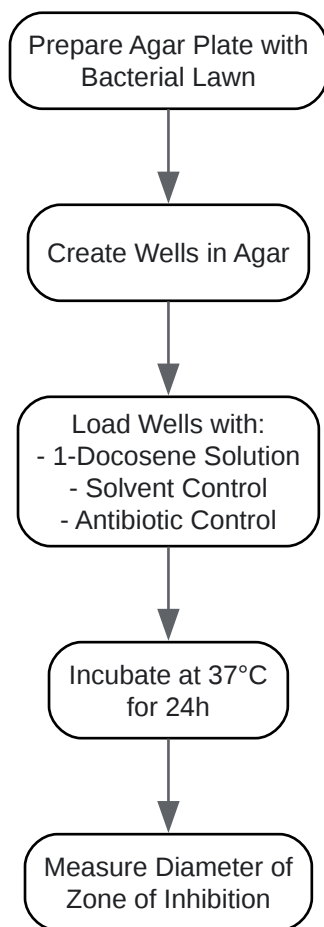 Prepare Agar Plate with
Bacterial Lawn
Create Wells in Agar
Load Wells with:
- 1-Docosene Solution
- Solvent Control
- Antibiotic Control
Incubate at 37°C
for 24h
Measure Diameter of
Zone of Inhibition